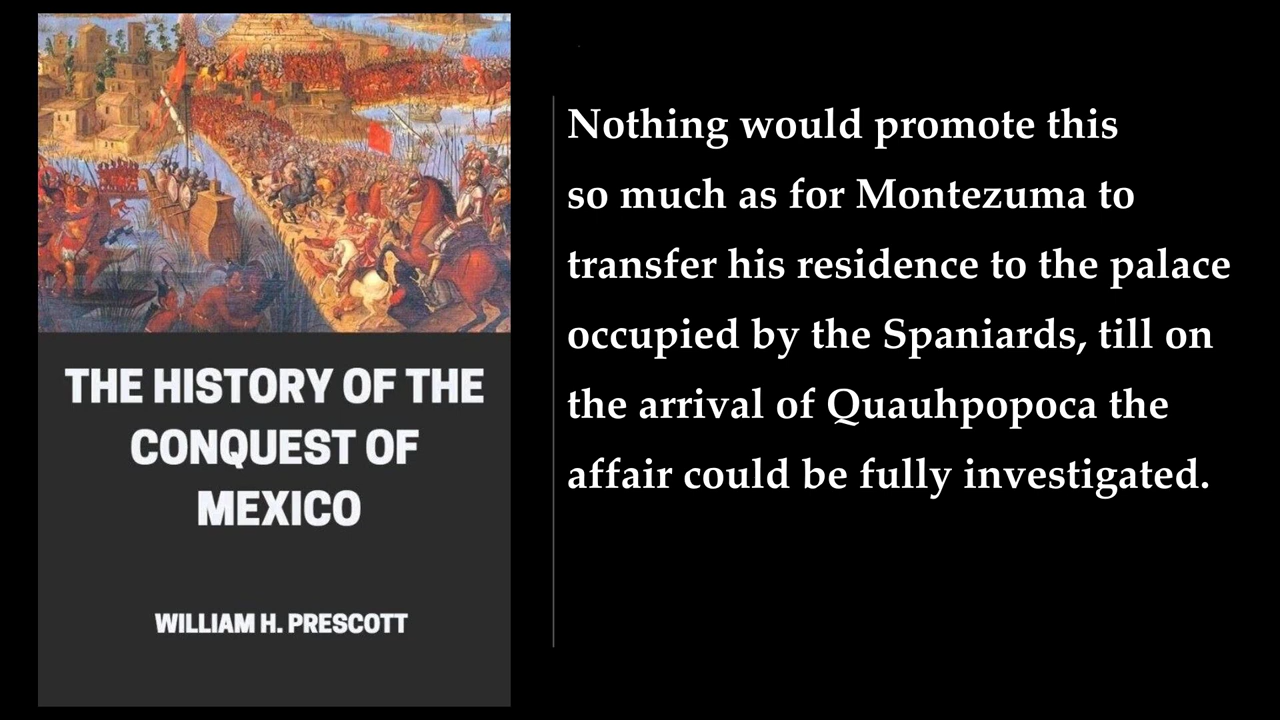 THE HISTORY OF THE
CONQUEST OF
MEXICO
WILLIAM H. PRESCOTT
Nothing would promote this
so much as for Montezuma to
transfer his residence to the palace
occupied by the Spaniards, till on
the arrival of Quauhpopoca the
affair could be fully investigated.